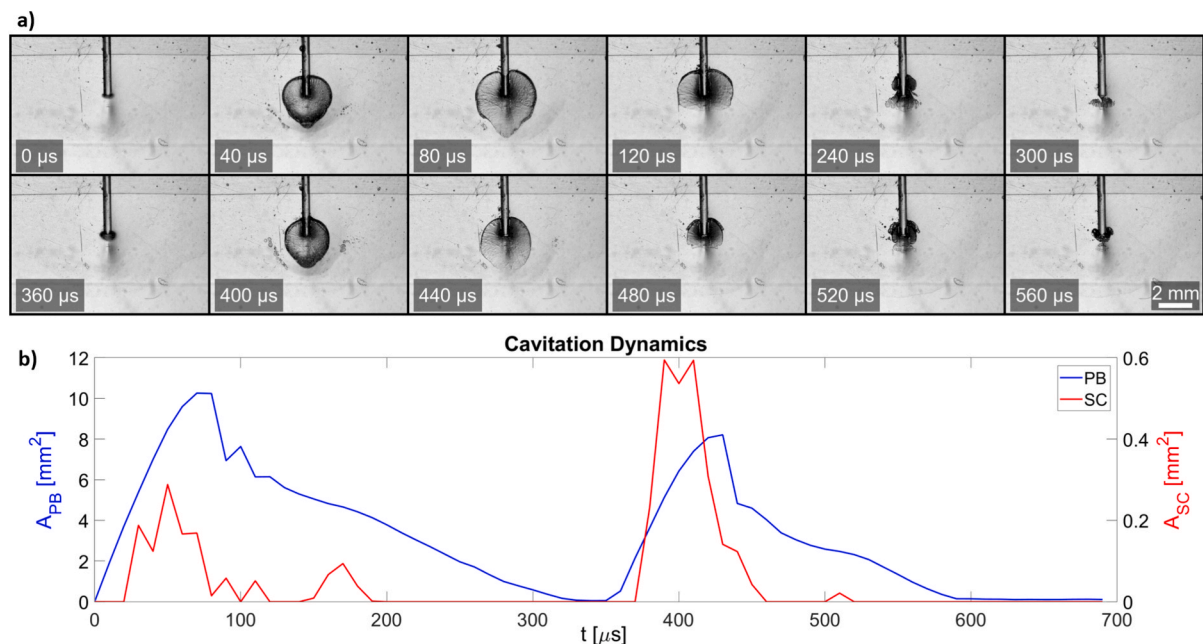 a)
0 µs
40 µs
80 µs
120 µs
240 µs
300 µs
360 µs
400 µs
440 µs
480 µs
520 µs
560 µs
2 mm
b)
Cavitation Dynamics
12
10
8
6
4
2
0
A_PB [mm²]
0
100
200
300
400
500
600
700
t [µs]
0.6
0.4
0.2
0
A_SC [mm²]
PB
SC